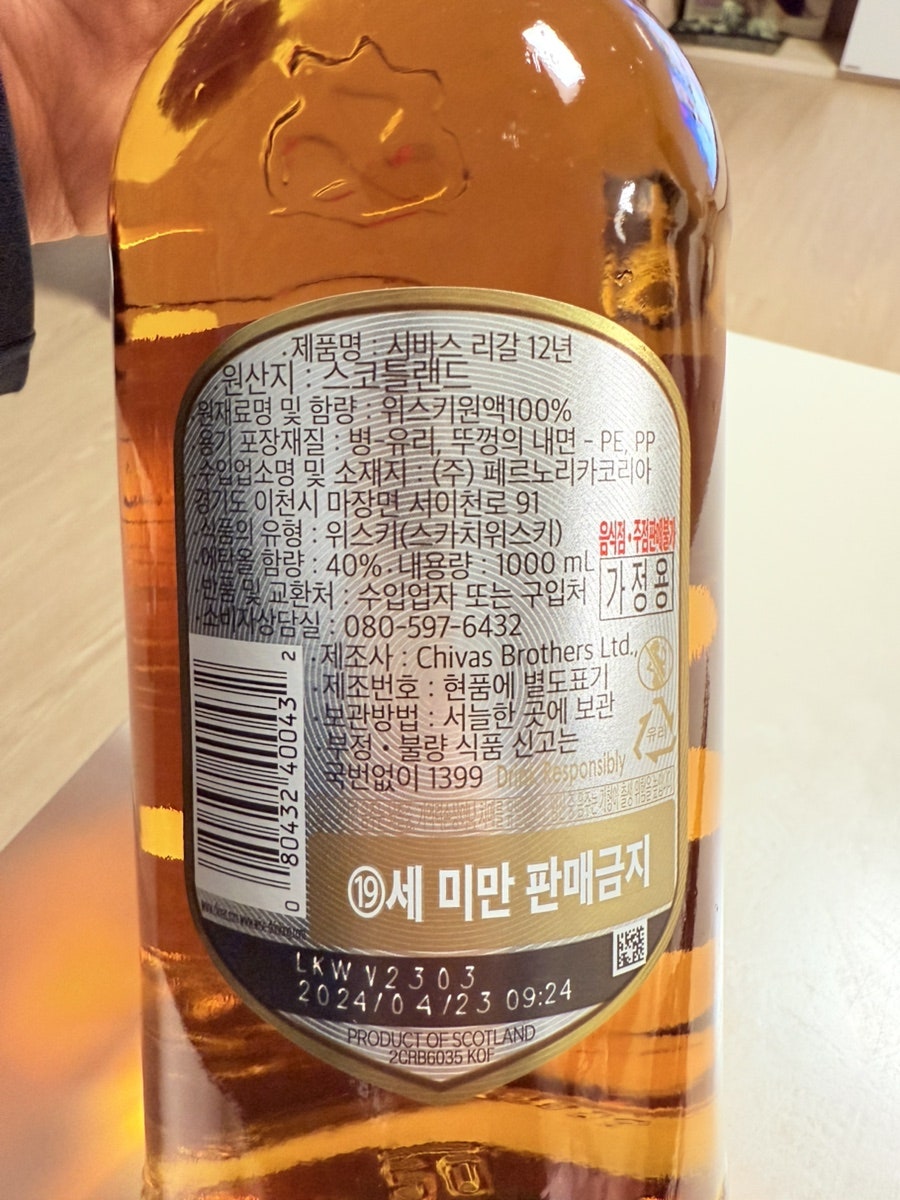 ·제품명 : 시바스 리갈 12년
·원산지 : 스코틀랜드
·원재료명 및 함량 : 위스키원액100%
·용기 포장재질 : 병-유리, 뚜껑의 내면 - PE, PP
·수입업소명 및 소재지 : (주) 페르노리카코리아
경기도 이천시 마장면 서이천로 91
·식품의 유형 : 위스키(스카치위스키)
·에탄올 함량 : 40% ·내용량 : 1000 mL
·반품 및 교환처 : 수입업자 또는 구입처
·소비자상담실 : 080-597-6432
음식점·주점판매불가
가정용
·제조사 : Chivas Brothers Ltd.,
·제조번호 : 현품에 별도표기
·보관방법 : 서늘한 곳에 보관
·부정·불량 식품 신고는
국번없이 1399
Drink Responsibly
유리
0 80432 40043 2
⑲세 미만 판매금지
LKW V2303
2024/04/23 09:24
PRODUCT OF SCOTLAND
2CRB6035 KOF